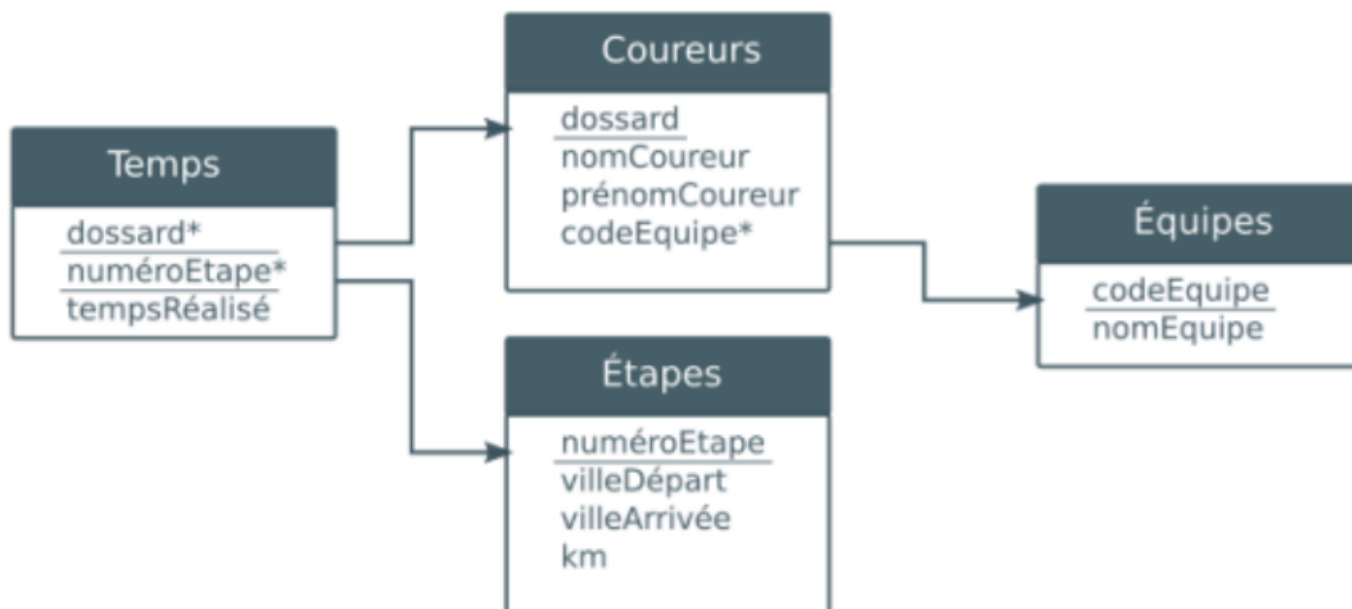 Temps
dossard*
numéroEtape*
tempsRéalisé
Coureurs
dossard
nomCoureur
prénomCoureur
codeEquipe*
Étapes
numéroEtape
villeDépart
villeArrivée
km
Équipes
codeEquipe
nomEquipe